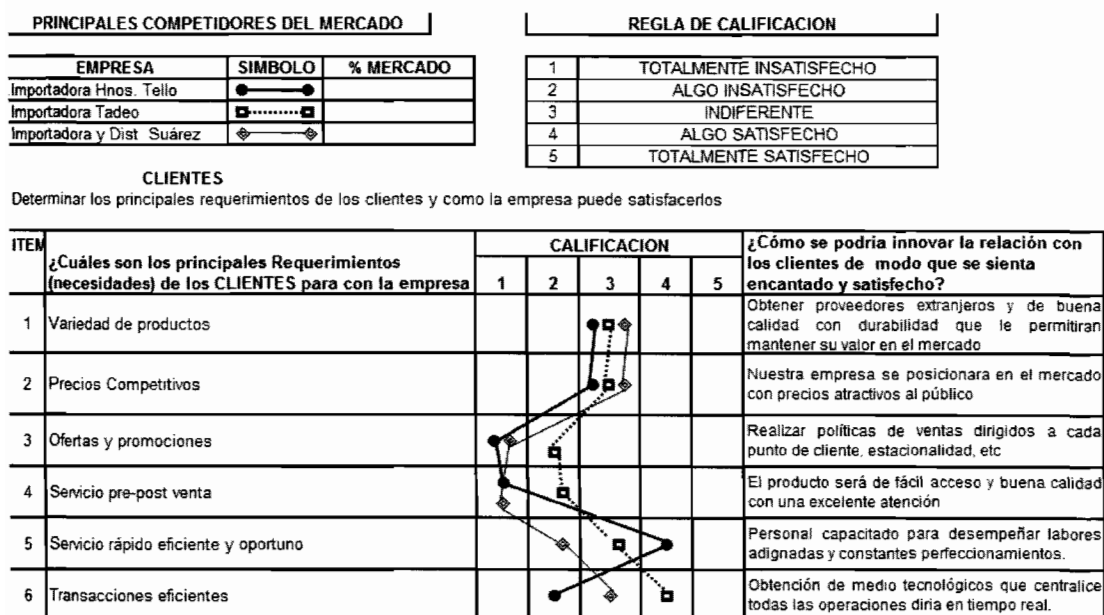 PRINCIPALES COMPETIDORES DEL MERCADO
REGLA DE CALIFICACION
EMPRESA SIMBOLO % MERCADO
Importadora Hnos. Tello
Importadora Tadeo
Importadora y Dist Suárez
1 TOTALMENTE INSATISFECHO
2 ALGO INSATISFECHO
3 INDIFERENTE
4 ALGO SATISFECHO
5 TOTALMENTE SATISFECHO
CLIENTES
Determinar los principales requerimientos de los clientes y como la empresa puede satisfacerlos
ITEM
¿Cuáles son los principales Requerimientos
(necesidades) de los CLIENTES para con la empresa
CALIFICACION
1 2 3 4 5
¿Cómo se podria innovar la relación con
los clientes de modo que se sienta
encantado y satisfecho?
1 Variedad de productos
Obtener proveedores extranjeros y de buena
calidad con durabilidad que le permitiran
mantener su valor en el mercado
2 Precios Competitivos
Nuestra empresa se posicionara en el mercado
con precios atractivos al público
3 Ofertas y promociones
Realizar políticas de ventas dirigidos a cada
punto de cliente, estacionalidad, etc
4 Servicio pre-post venta
El producto será de fácil acceso y buena calidad
con una excelente atención
5 Servicio rápido eficiente y oportuno
Personal capacitado para desempeñar labores
adignadas y constantes perfeccionamientos.
6 Transacciones eficientes
Obtención de medio tecnológicos que centralice
todas las operaciones diria en tiempo real.